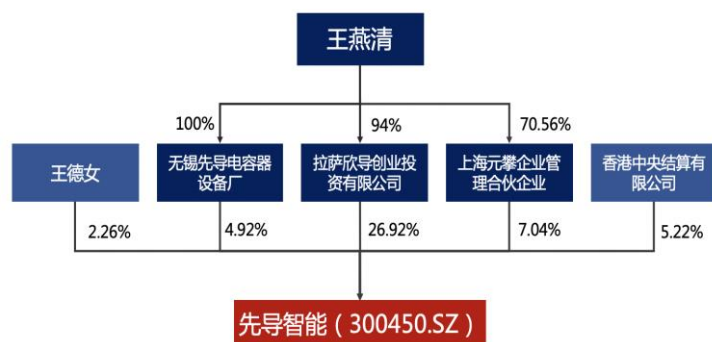 王燕清
100%
94%
70.56%
王德女
无锡先导电容器
设备厂
拉萨欣导创业投
资有限公司
上海元攀企业管
理合伙企业
香港中央结算有
限公司
2.26%
4.92%
26.92%
7.04%
5.22%
先导智能（300450.SZ）